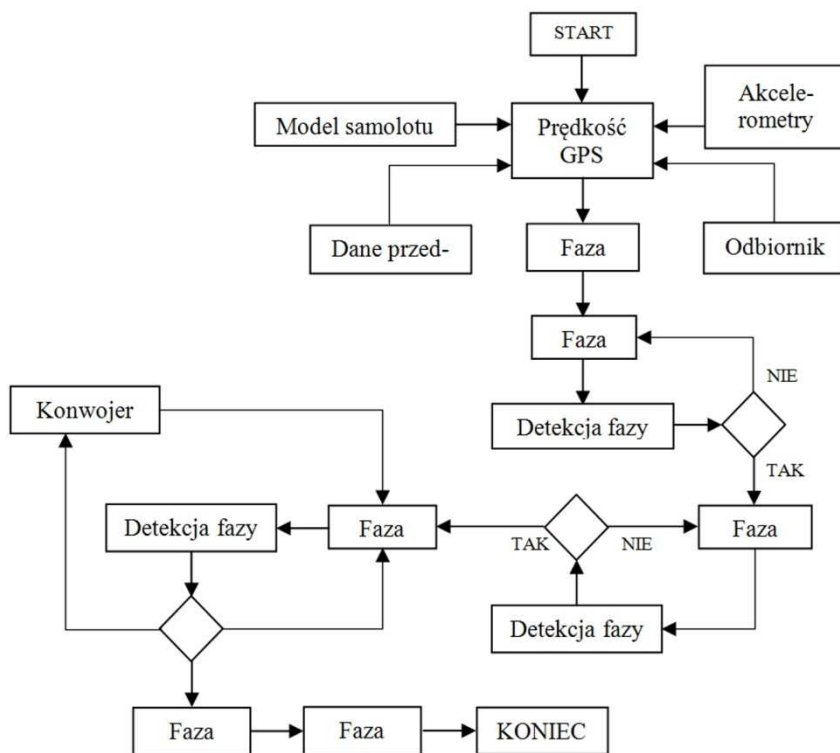 START
Akcele-
rometry
Model samolotu
Prędkość
GPS
Dane przed-
Faza
Odbiornik
Faza
NIE
Konwojer
Detekcja fazy
TAK
Detekcja fazy
Faza
TAK
NIE
Faza
Detekcja fazy
Faza
Faza
KONIEC